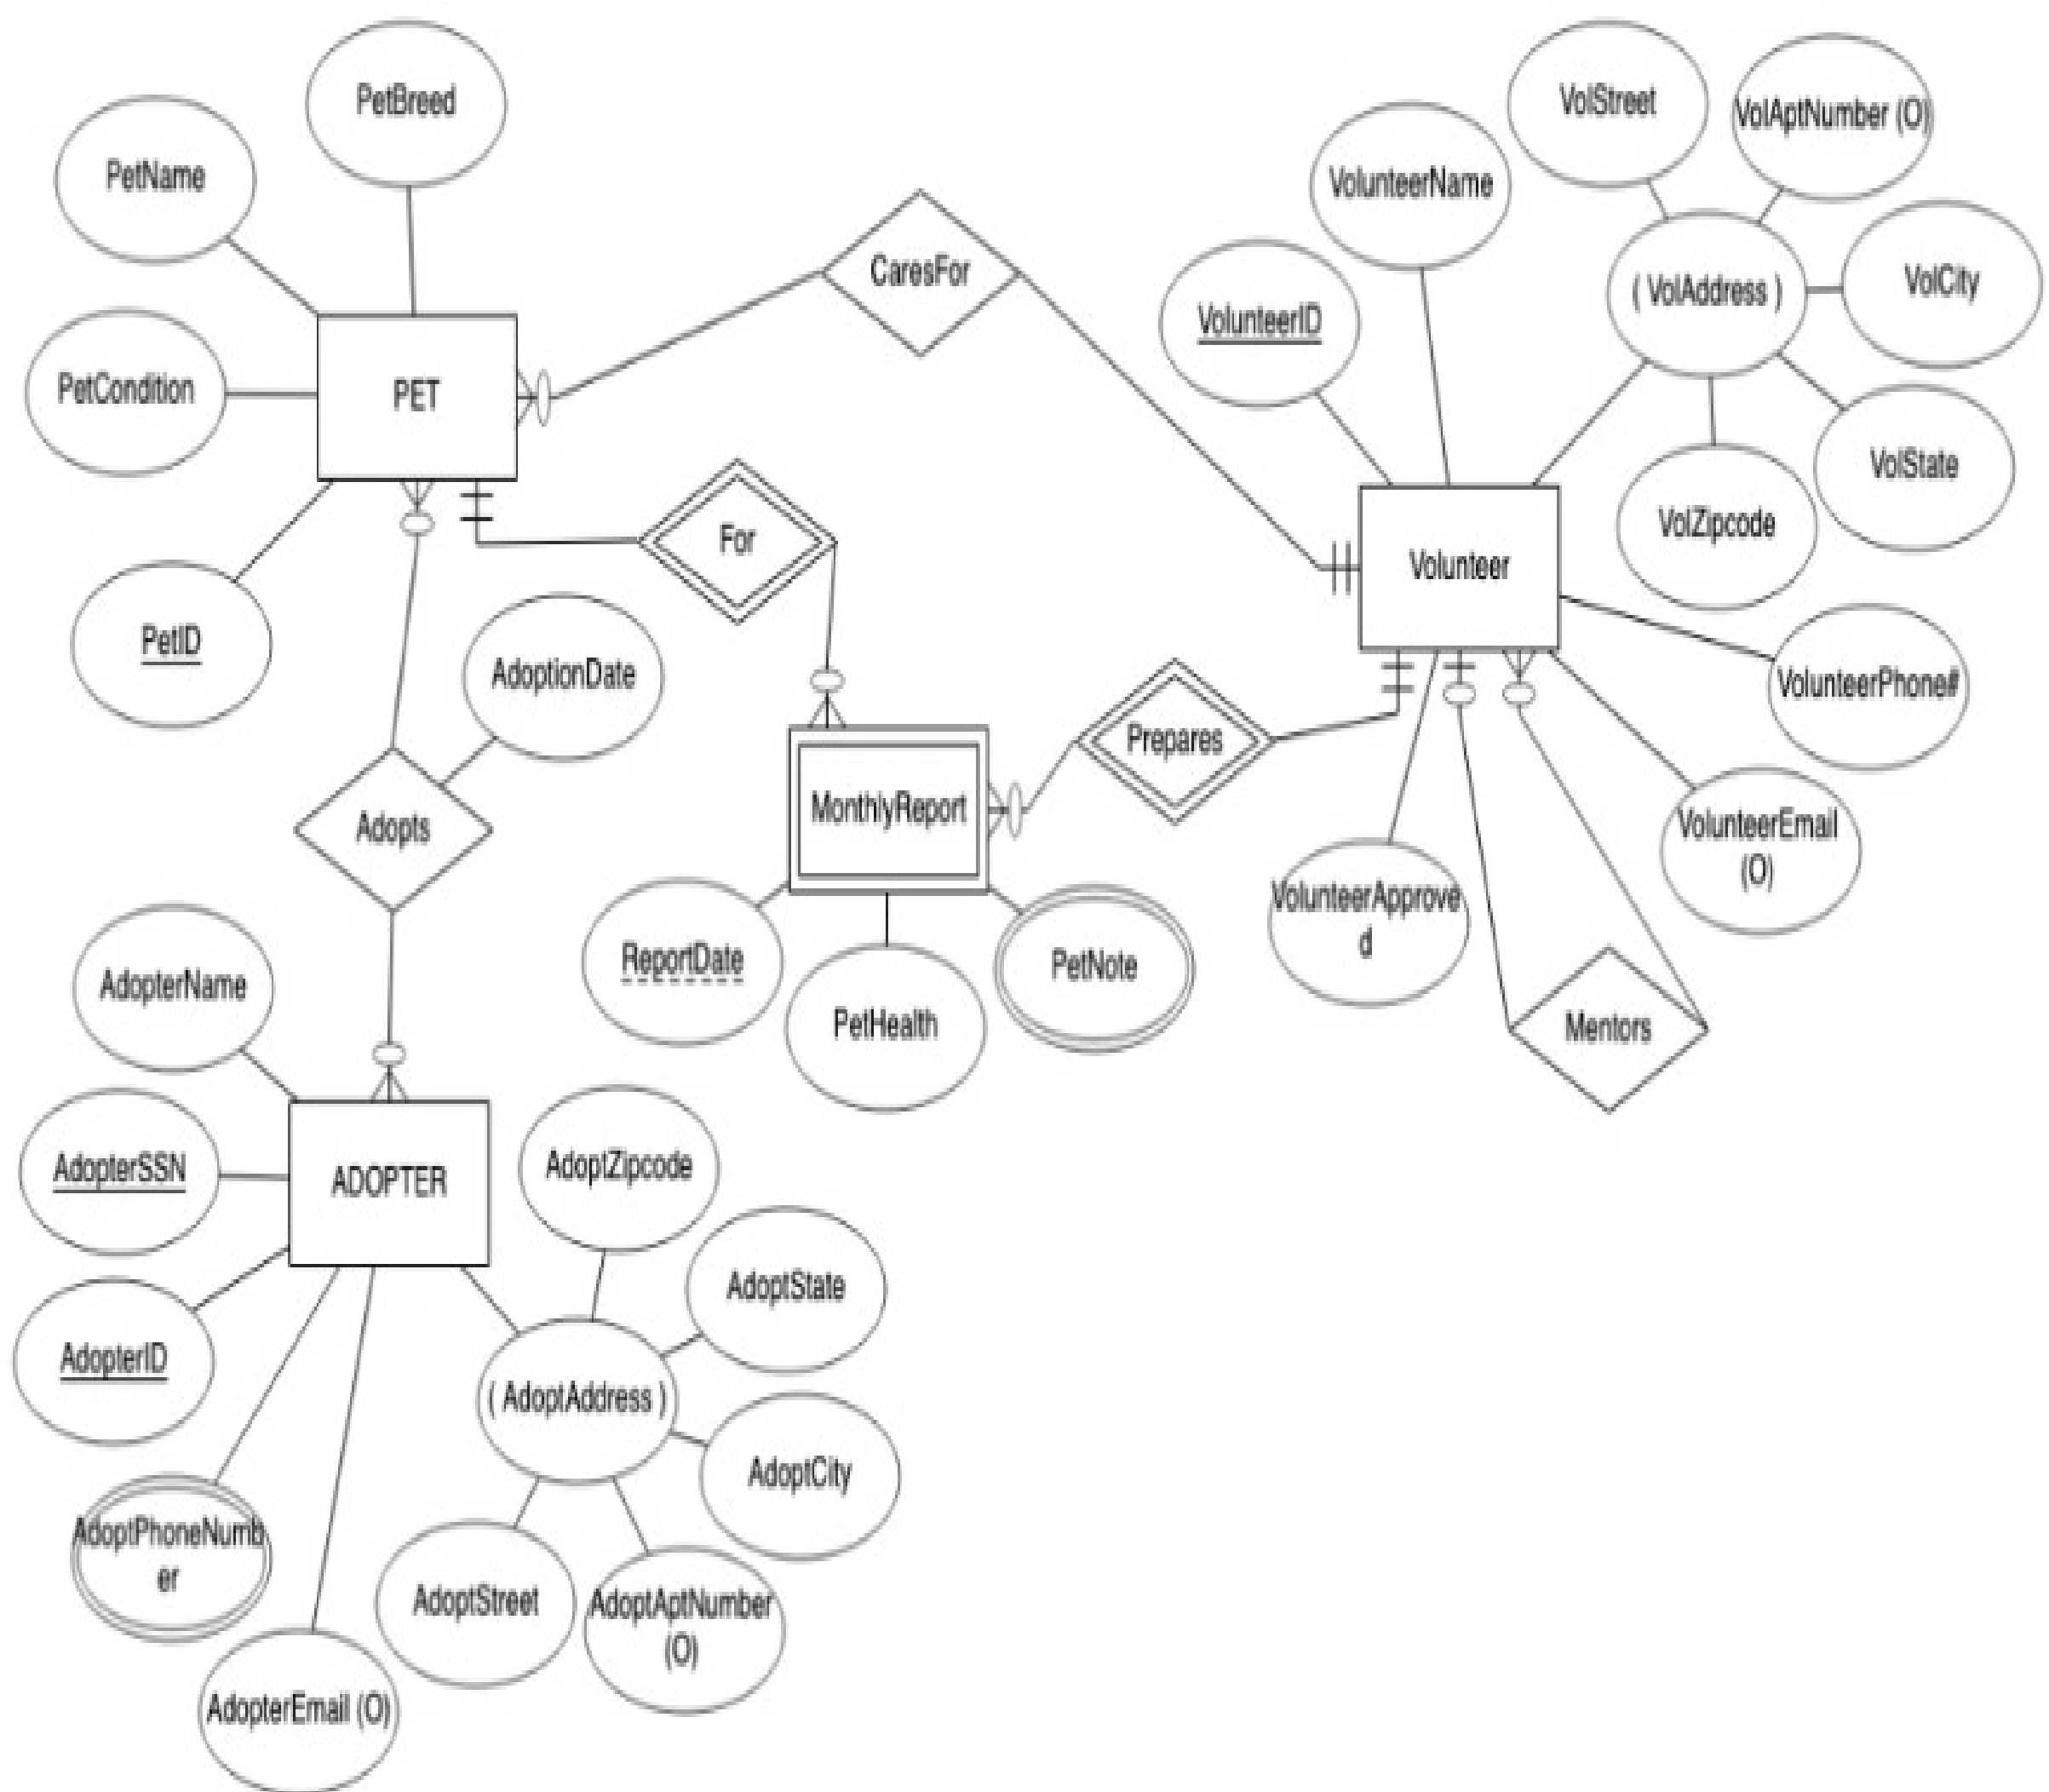 PetBreed
PetName
PetCondition
PET
PetID
CaresFor
For
VolunteerID
VolunteerName
VolStreet
VolAptNumber (O)
( VolAddress )
VolCity
VolState
VolZipcode
Volunteer
VolunteerPhone#
VolunteerEmail
(O)
VolunteerApprove
d
Mentors
Prepares
MonthlyReport
ReportDate
PetHealth
PetNote
AdoptionDate
Adopts
AdopterName
AdopterSSN
ADOPTER
AdopterID
AdoptPhoneNumb
er
AdopterEmail (O)
AdoptZipcode
AdoptState
( AdoptAddress )
AdoptCity
AdoptStreet
AdoptAptNumber
(O)